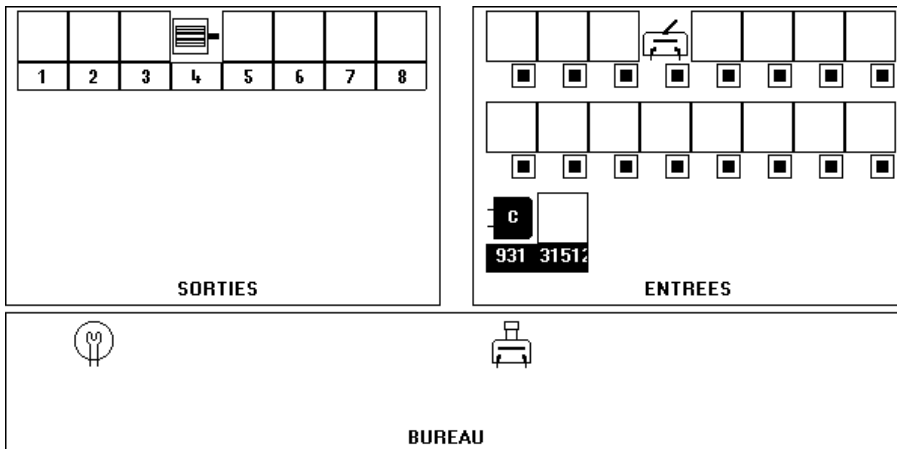 1 2 3 4 5 6 7 8
C
931 31512
SORTIES
ENTREES
BUREAU